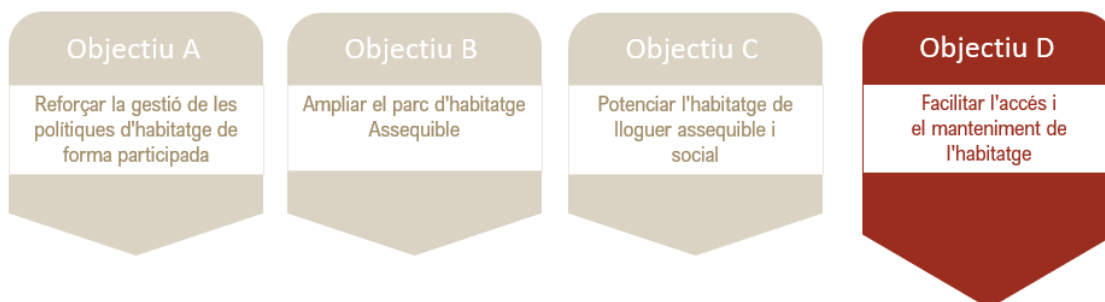 Objectiu A
Reforçar la gestió de les
polítiques d'habitatge de
forma participada
Objectiu B
Ampliar el parc d'habitatge
Assequible
Objectiu C
Potenciar l'habitatge de
lloguer assequible i
social
Objectiu D
Facilitar l'accés i
el manteniment de
l'habitatge